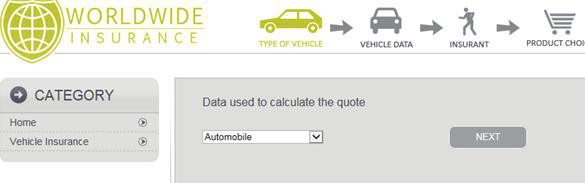 WORLDWIDE
INSURANCE
TYPE OF VEHICLE
VEHICLE DATA
INSURANT
PRODUCT CHOI
CATEGORY
Home
Vehicle Insurance
Data used to calculate the quote
Automobile
NEXT